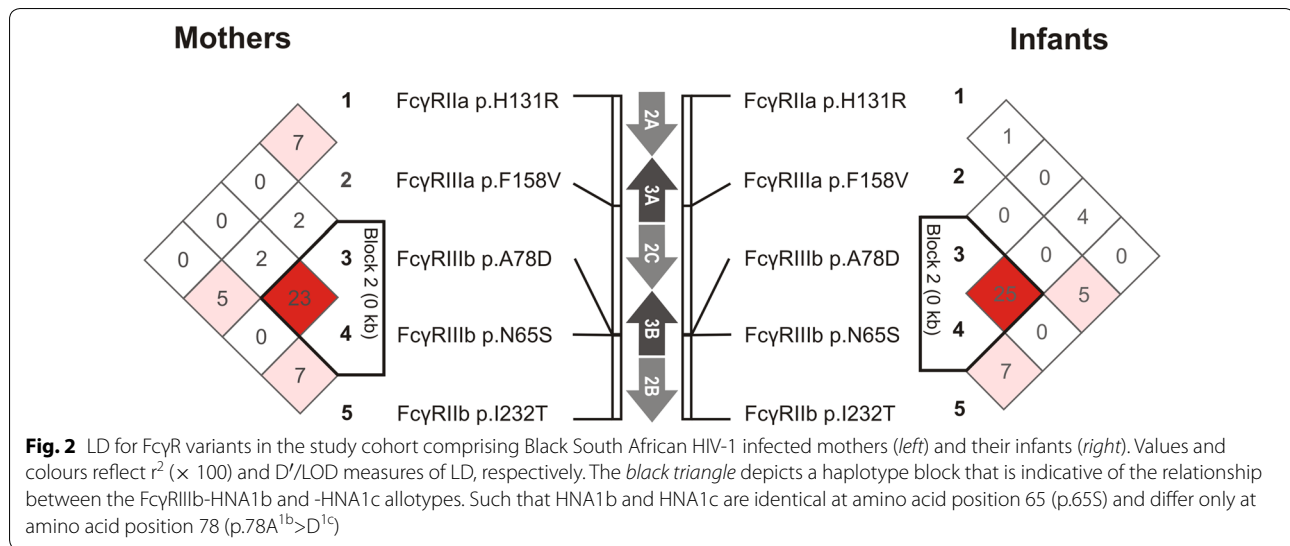 Mothers Infants
1 FcγRIIa p.H131R 2A FcγRIIa p.H131R 1
7 1
0 2 FcγRIIIa p.F158V 3A FcγRIIIa p.F158V 2 0
0 2 0 4
0 2 3 FcγRIIIb p.A78D 2C FcγRIIIb p.A78D 3 0 0
Block 2 (0 kb) Block 2 (0 kb)
5 23 25 5
0 4 FcγRIIIb p.N65S 3B FcγRIIIb p.N65S 4 0
7 7
5 FcγRIIb p.I232T 2B FcγRIIb p.I232T 5
Fig. 2 LD for FcγR variants in the study cohort comprising Black South African HIV-1 infected mothers (left) and their infants (right). Values and
colours reflect r² (× 100) and D′/LOD measures of LD, respectively. The black triangle depicts a haplotype block that is indicative of the relationship
between the FcγRIIIb-HNA1b and -HNA1c allotypes. Such that HNA1b and HNA1c are identical at amino acid position 65 (p.65S) and differ only at
amino acid position 78 (p.78A¹ᵇ>D¹ᶜ)